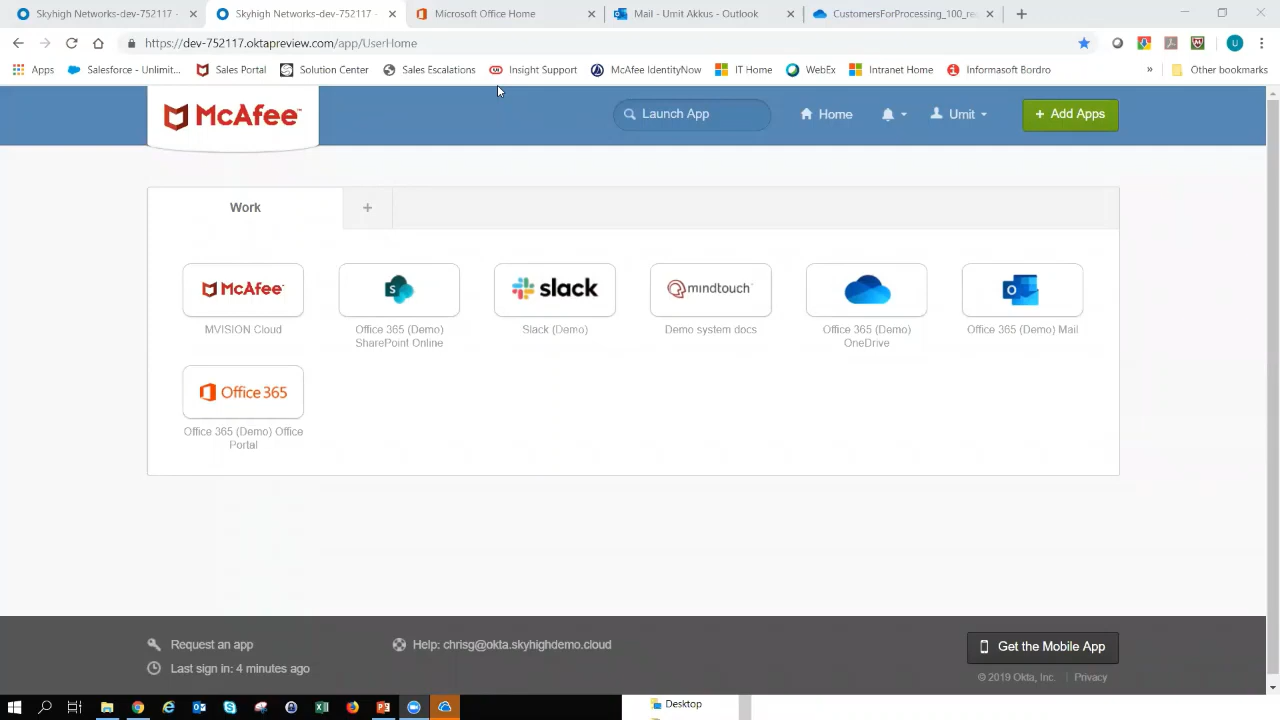 Skyhigh Networks-dev-752117 - Skyhigh Networks-dev-752117 - Microsoft Office Home Mail - Umit Akkus - Outlook CustomersForProcessing_100_re
https://dev-752117.oktapreview.com/app/UserHome U
Apps Salesforce - Unlimit... Sales Portal Solution Center Sales Escalations Insight Support McAfee IdentityNow IT Home WebEx Intranet Home Informasoft Bordro » Other bookmarks
McAfee™ Launch App Home Umit + Add Apps
Work +
McAfee S slack mindtouch O
MVISION Cloud Office 365 (Demo) SharePoint Online Slack (Demo) Demo system docs Office 365 (Demo) OneDrive Office 365 (Demo) Mail
Office 365
Office 365 (Demo) Office
Portal
Request an app Help: chrisg@okta.skyhighdemo.cloud Get the Mobile App
Last sign in: 4 minutes ago © 2019 Okta, Inc. | Privacy
Desktop